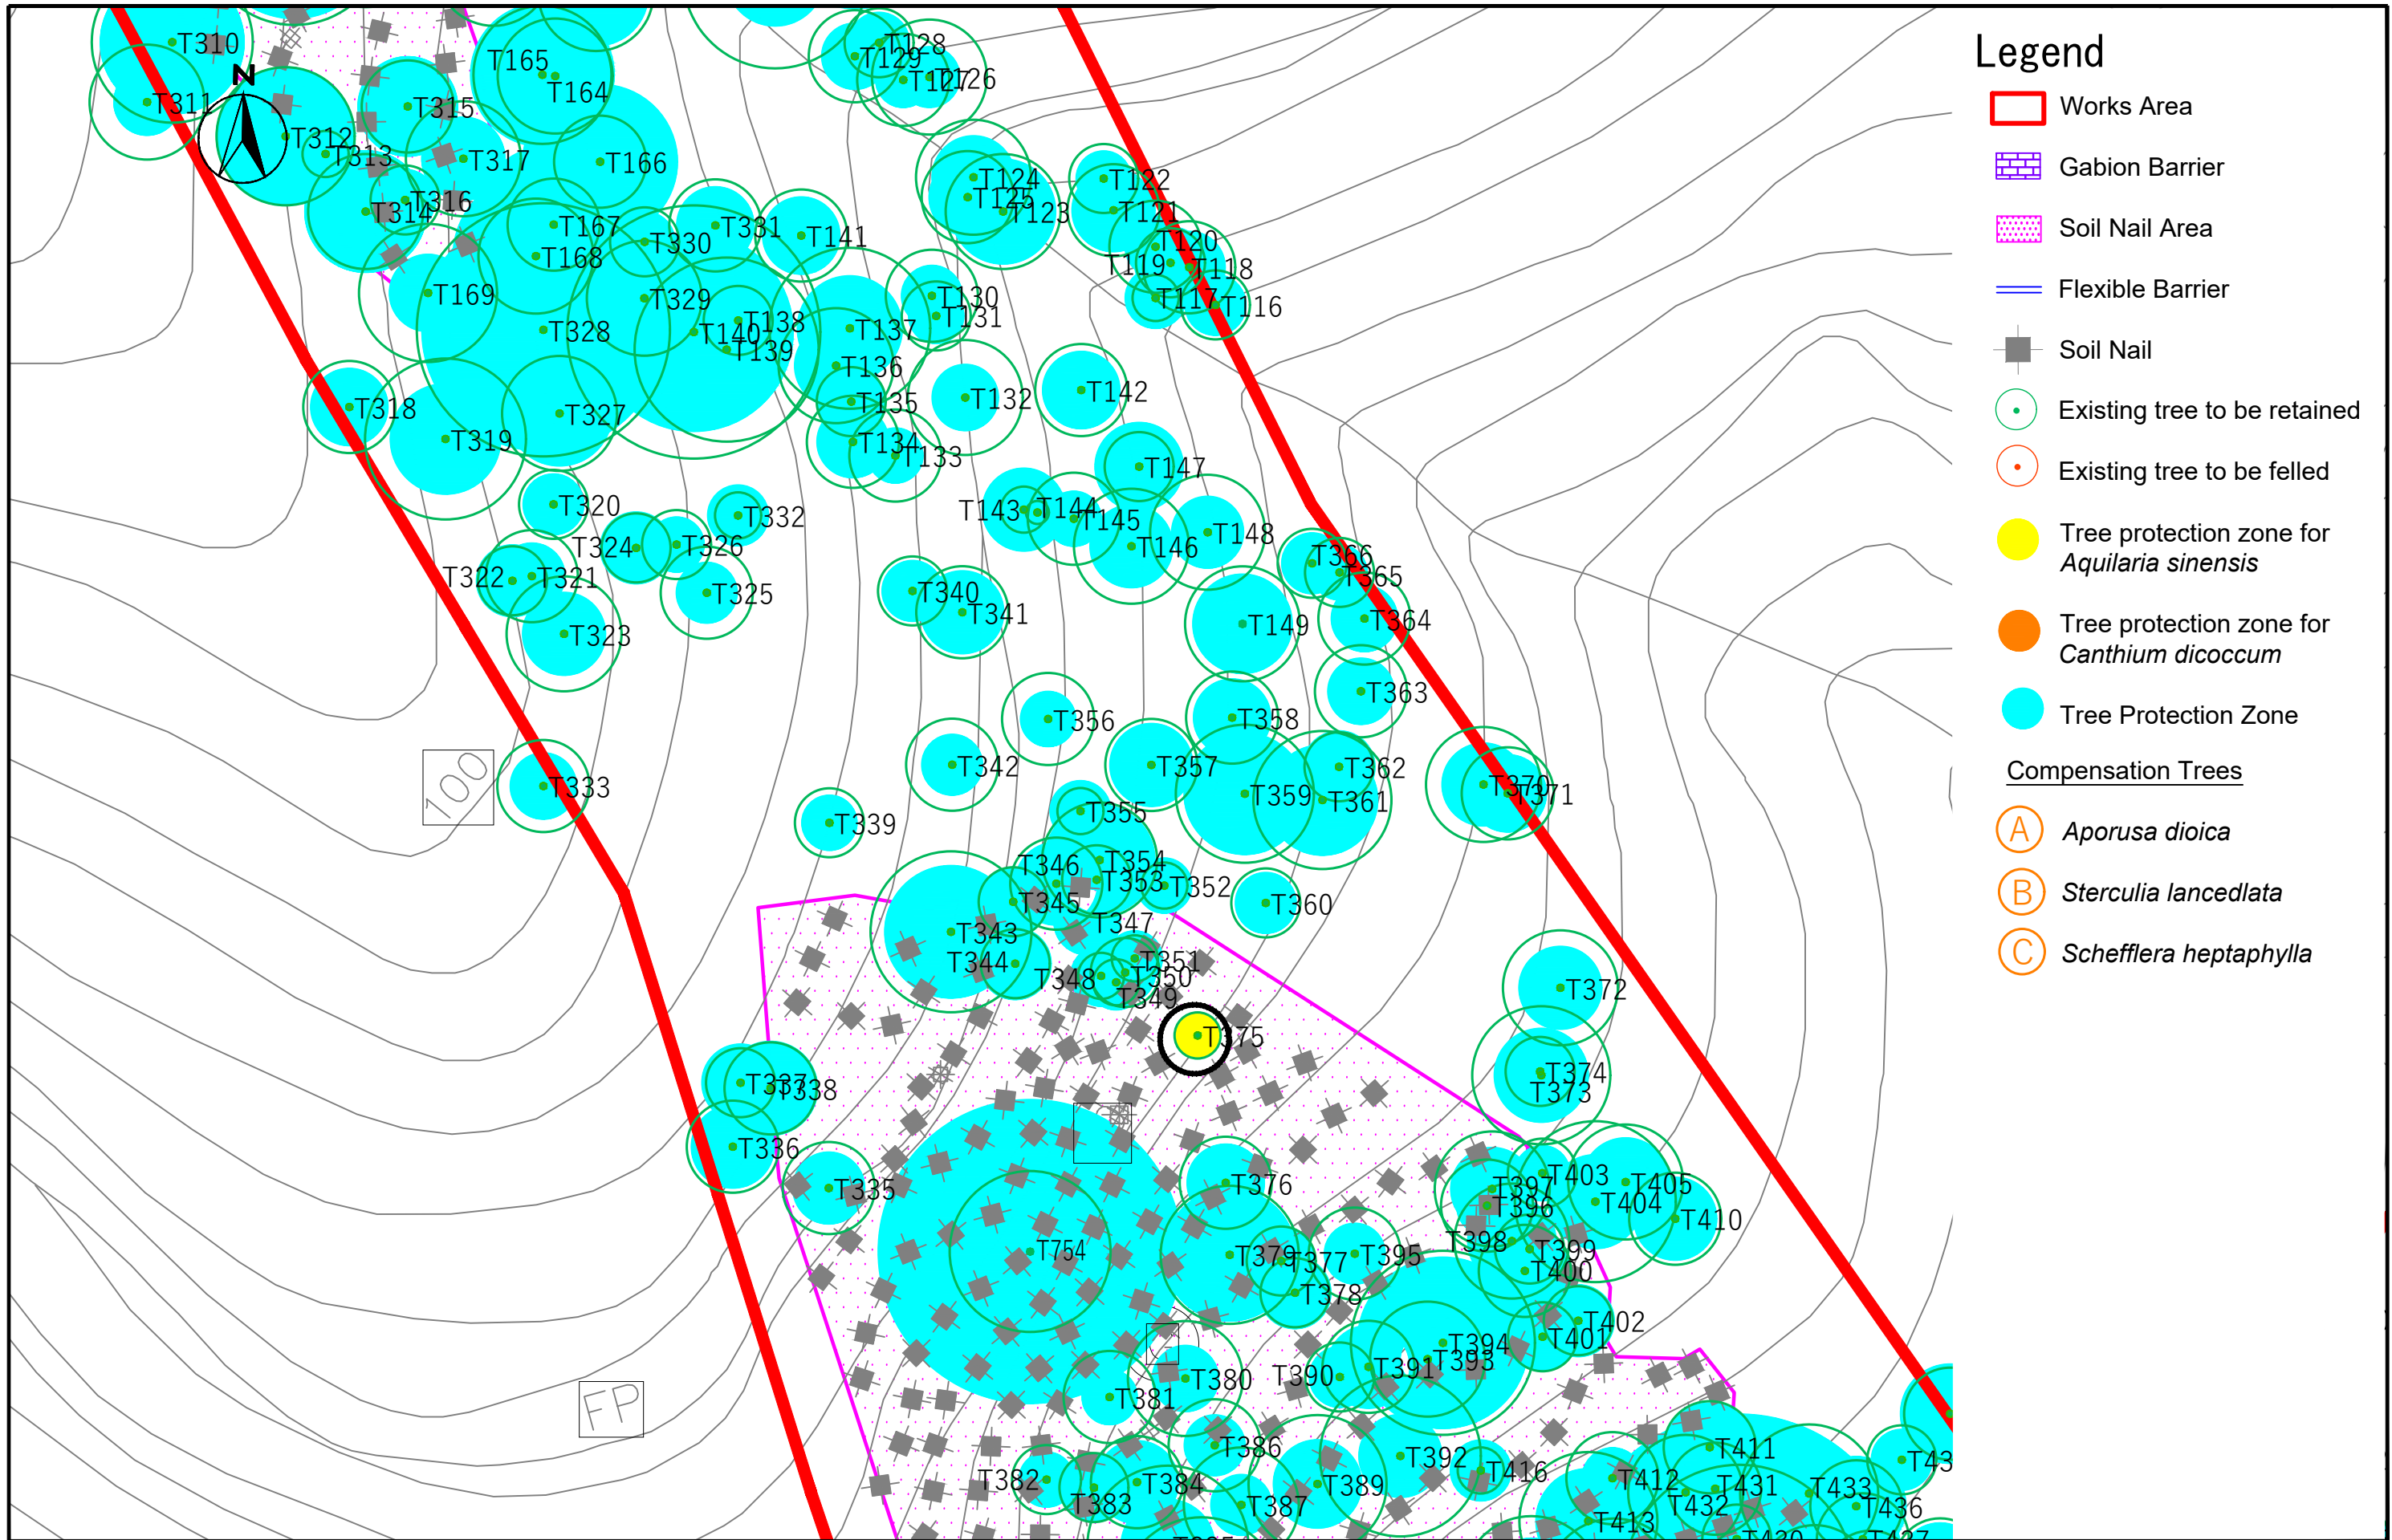 T310
T311
N
T312
T313
T315
T165
T164
T317
T166
T316
T314
T128
T129
T127
T126
T124
T125
T123
T122
T121
T120
T119
T118
T117
T116
T167
T168
T330
T331
T141
T169
T329
T328
T138
T140
T139
T137
T136
T130
T131
T135
T132
T142
T134
T133
T318
T319
T327
T147
T320
T332
T143
T144
T145
T146
T148
T324
T326
T322
T321
T325
T323
T340
T341
T149
T366
T365
T364
T363
T356
T358
T342
T357
T362
T359
T361
T370
T371
100
T333
T339
T355
T354
T346
T353
T352
T345
T360
T347
T343
T344
T351
T348
T350
T349
T372
T375
T374
T373
T337
T338
T336
T335
T376
T403
T397
T405
T396
T404
T410
T754
T379
T377
T395
T398
T399
T400
T378
T402
T401
T394
T393
T391
T390
T380
T381
FP
T386
T392
T411
T382
T384
T383
T389
T416
T387
T412
T431
T432
T433
T436
T43
T413
Legend
Works Area
Gabion Barrier
Soil Nail Area
Flexible Barrier
Soil Nail
Existing tree to be retained
Existing tree to be felled
Tree protection zone for
Aquilaria sinensis
Tree protection zone for
Canthium dicoccum
Tree Protection Zone
Compensation Trees
A Aporusa dioica
B Sterculia lancedlata
C Schefflera heptaphylla